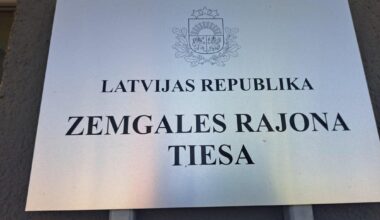 LATVIJAS REPUBLIKA
ZEMGALES RAJONA
TIESA